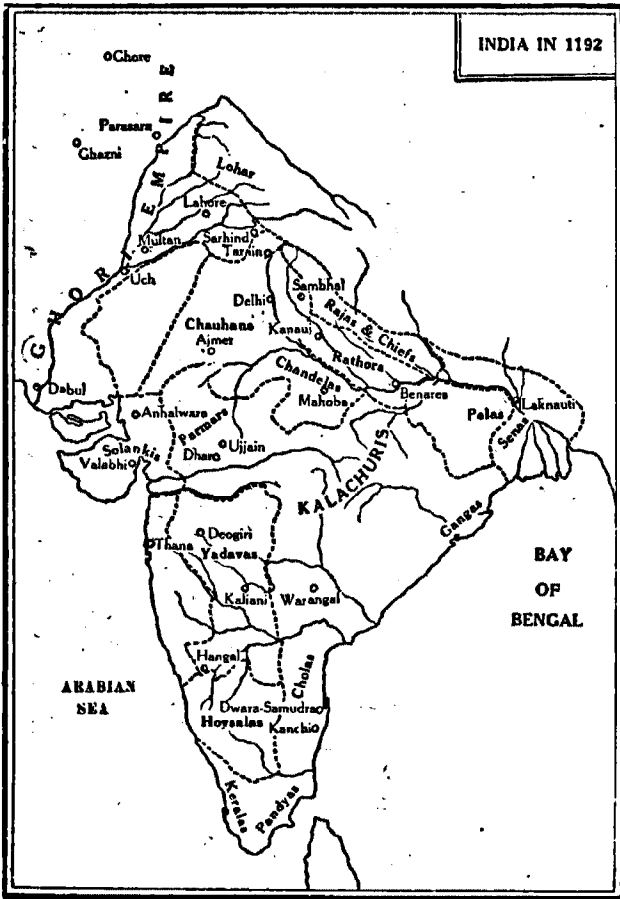 INDIA IN 1192
Ghore
GHORI EMPIRE
Parasara
Ghazni
Lohar
Lahore
Multan
Sarhind
Tarain
Uch
Sambhal
Delhi
Rajas & Chiefs
Chauhans
Kanauj
Ajmer
Rathors
Chandelas
Dabul
Mahoba
Benares
Anhalwara
Parmars
Palas
Laknauti
Senas
Ujjain
Solankis
Dhar
Valabhi
KALACHURIS
Gangas
Deogiri
Thana
Yadavas
BAY
OF
BENGAL
Kaliani
Warangal
Hangal
ARABIAN
SEA
Cholas
Dwara-Samudra
Hoysalas
Kanchi
Keralas
Pandyas